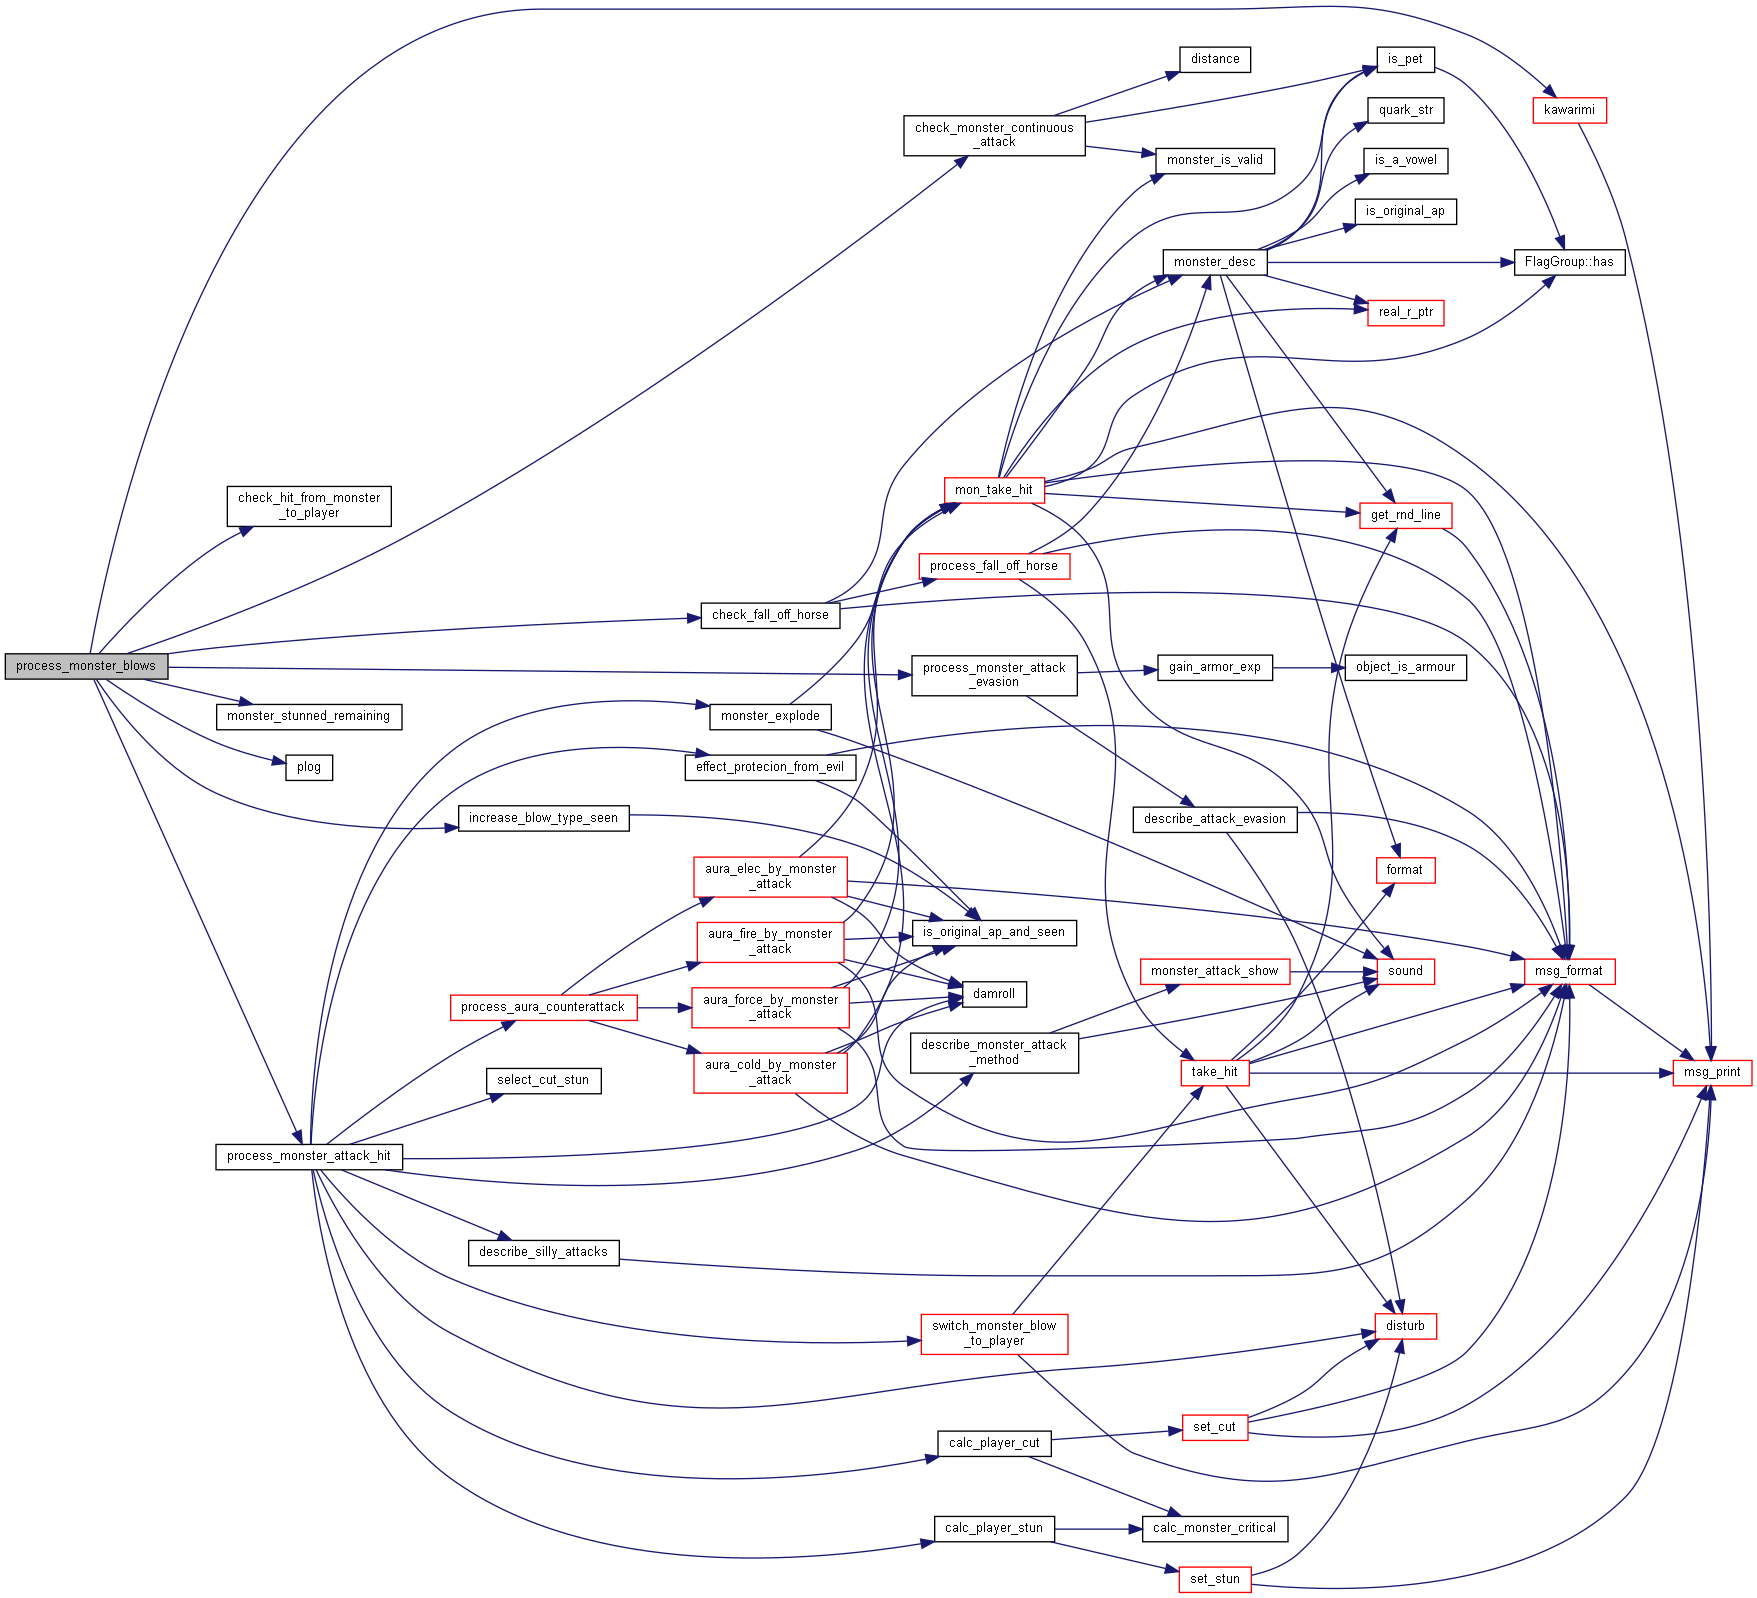 distance
is_pet
quark_str
kawarimi
check_monster_continuous
_attack
monster_is_valid
is_a_vowel
is_original_ap
monster_desc
FlagGroup::has
real_r_ptr
check_hit_from_monster
_to_player
mon_take_hit
get_rnd_line
process_fall_off_horse
check_fall_off_horse
process_monster_blows
process_monster_attack
_evasion
gain_armor_exp
object_is_armour
monster_stunned_remaining
monster_explode
plog
effect_protecion_from_evil
increase_blow_type_seen
describe_attack_evasion
aura_elec_by_monster
_attack
format
aura_fire_by_monster
_attack
is_original_ap_and_seen
monster_attack_show
sound
msg_format
process_aura_counterattack
aura_force_by_monster
_attack
damroll
describe_monster_attack
_method
select_cut_stun
aura_cold_by_monster
_attack
take_hit
msg_print
process_monster_attack_hit
describe_silly_attacks
switch_monster_blow
_to_player
disturb
set_cut
calc_player_cut
calc_player_stun
calc_monster_critical
set_stun